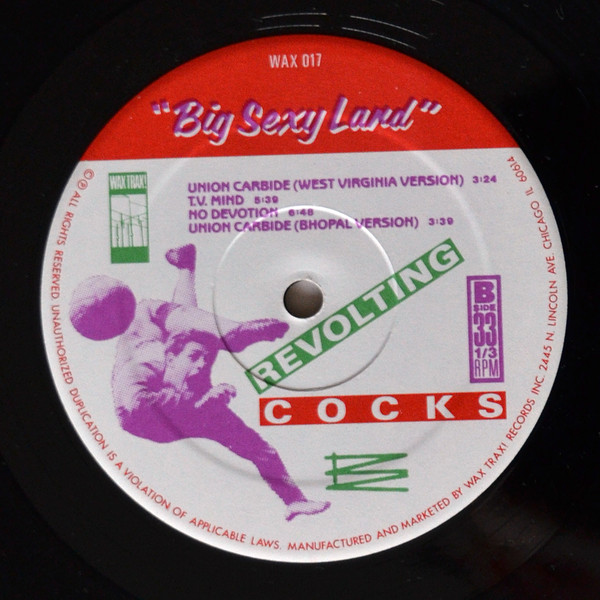 WAX 017
"Big Sexy Land"
WAX TRAX!
UNION CARBIDE (WEST VIRGINIA VERSION) 3:24
T.V. MIND 5:39
NO DEVOTION 6:48
UNION CARBIDE (BHOPAL VERSION) 3:39
REVOLTING
COCKS
B
SIDE
33
1/3
RPM
© ℗ ALL RIGHTS RESERVED. UNAUTHORIZED DUPLICATION IS A VIOLATION OF APPLICABLE LAWS. MANUFACTURED AND MARKETED BY WAX TRAX! RECORDS INC. 2445 N. LINCOLN AVE. CHICAGO, IL 60614